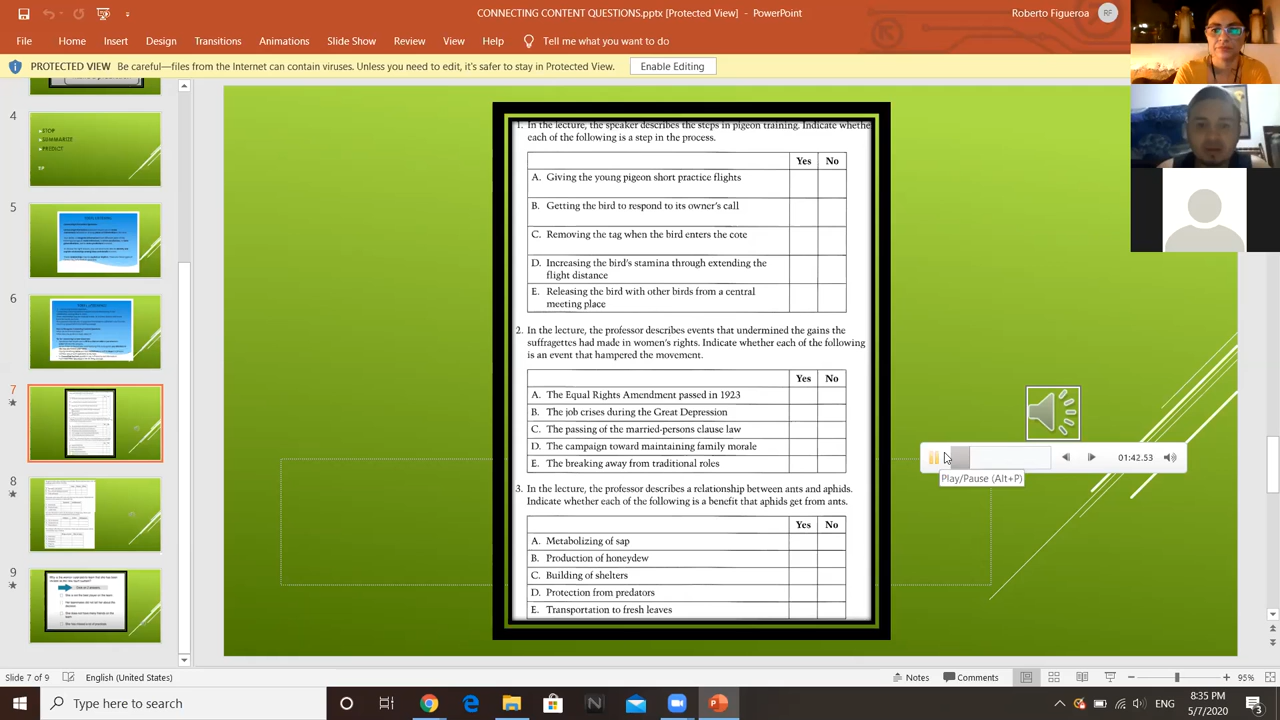 CONNECTING CONTENT QUESTIONS.pptx [Protected View] - PowerPoint
Roberto Figueroa
RF
File Home Insert Design Transitions Animations Slide Show Review View Help Tell me what you want to do
PROTECTED VIEW Be careful—files from the Internet can contain viruses. Unless you need to edit, it's safer to stay in Protected View. Enable Editing
4
STOP
SUMMARIZE
PREDICT
5
6
7
8
9
1. In the lecture, the speaker describes the steps in pigeon training. Indicate whethe
each of the following is a step in the process.
Yes No
A. Giving the young pigeon short practice flights
B. Getting the bird to respond to its owner's call
C. Removing the tag when the bird enters the cote
D. Increasing the bird's stamina through extending the
flight distance
E. Releasing the bird with other birds from a central
meeting place
2. In the lecture, the professor describes events that undermined the gains the
suffragettes had made in women's rights. Indicate whether each of the following
is an event that hampered the movement.
Yes No
A. The Equal Rights Amendment passed in 1923
B. The job crises during the Great Depression
C. The passing of the married-persons clause law
D. The campaign toward maintaining family morale
E. The breaking away from traditional roles
3. In the lecture, the professor describes a relationship between ants and aphids.
Indicate whether each of the following is a benefit that aphids get from ants.
Yes No
A. Metabolizing of sap
B. Production of honeydew
C. Building of shelters
D. Protection from predators
E. Transportation to fresh leaves
01:42.53
Play/Pause (Alt+P)
Slide 7 of 9 English (United States) Notes Comments 95%
Type here to search
ENG
8:35 PM
5/7/2020
3